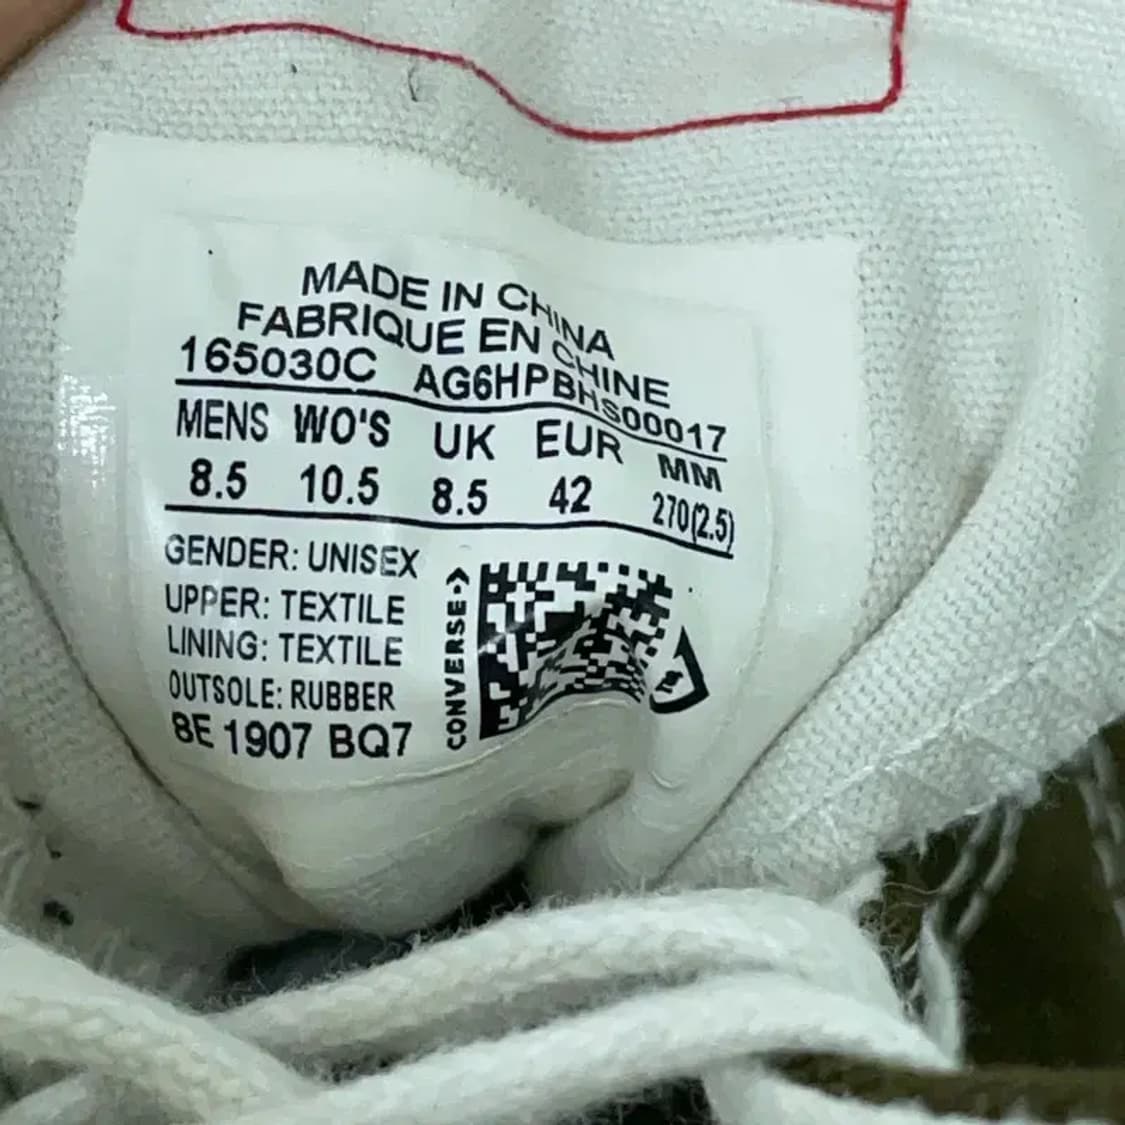 MADE IN CHINA
FABRIQUE EN CHINE
165030C AG6HPBHS00017
MENS WO'S UK EUR MM
8.5 10.5 8.5 42 270(2.5)
GENDER: UNISEX
UPPER: TEXTILE
LINING: TEXTILE
OUTSOLE: RUBBER
8E 1907 BQ7
CONVERSE->